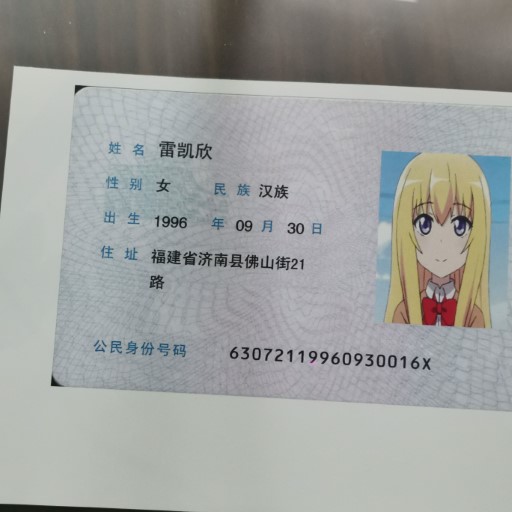 姓名 雷凯欣
性别 女 民族 汉族
出生 1996 年 09 月 30 日
住址 福建省济南县佛山街21
路
公民身份号码 63072119960930016X